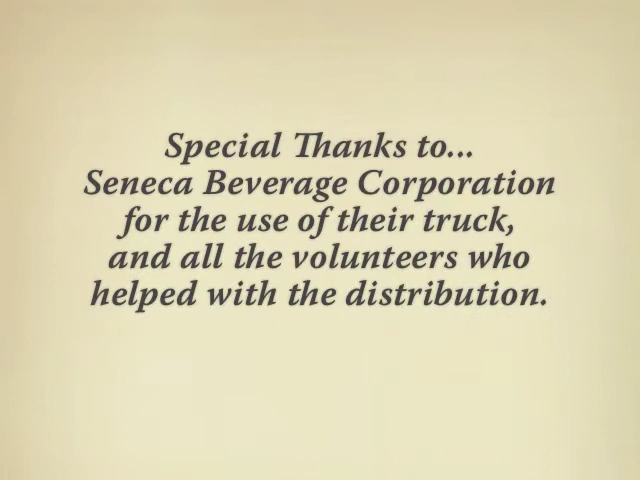 Special Thanks to...
Seneca Beverage Corporation
for the use of their truck,
and all the volunteers who
helped with the distribution.